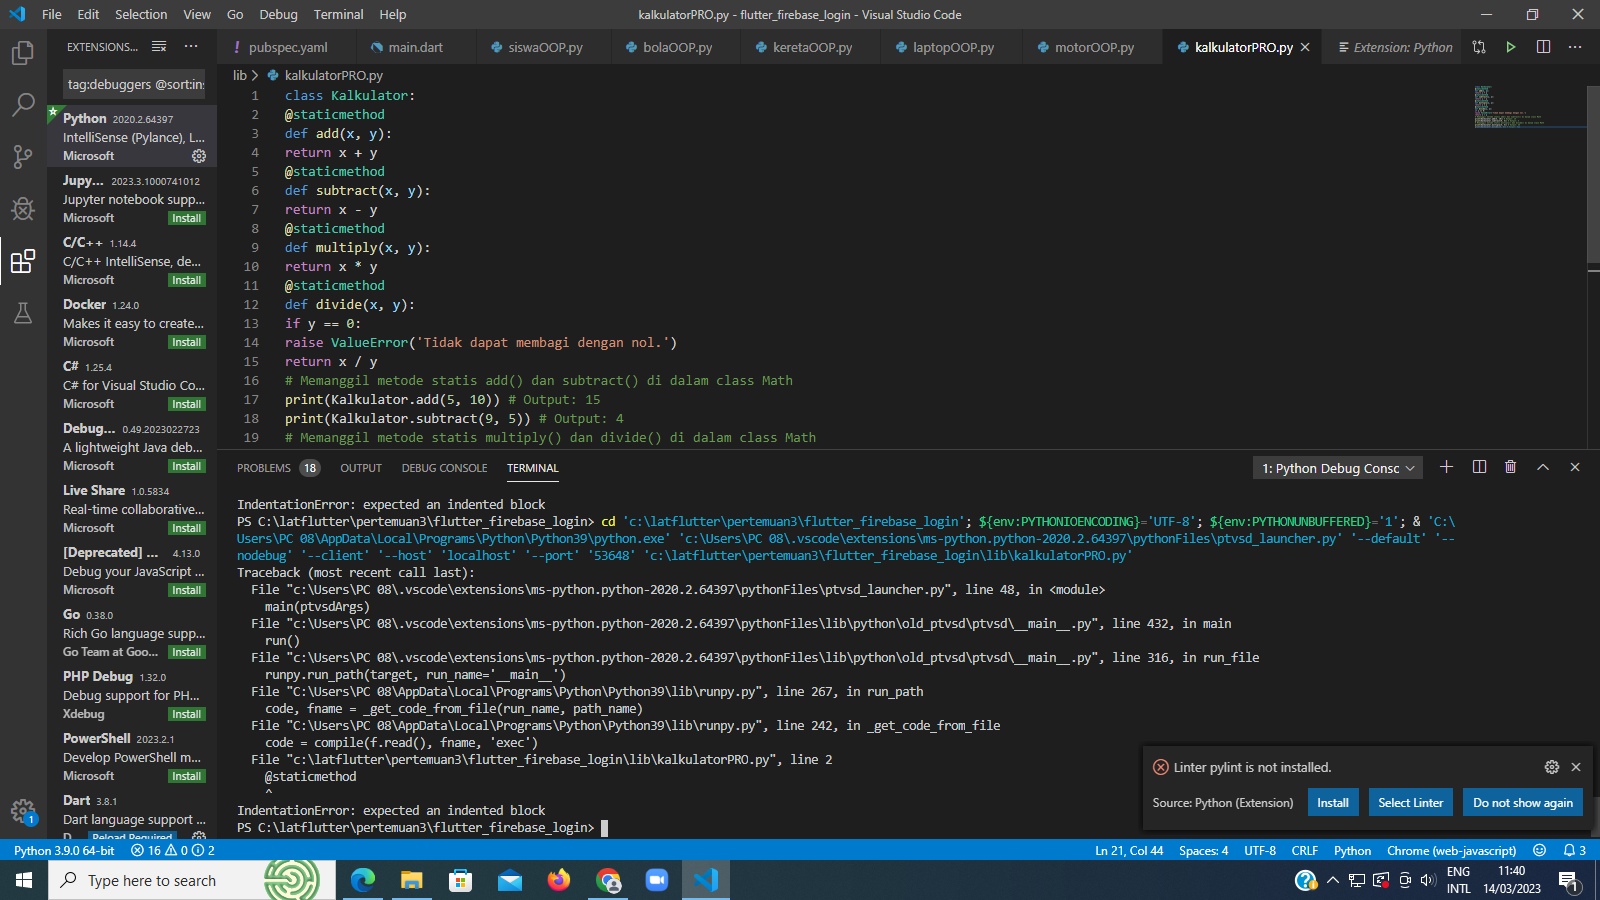 File Edit Selection View Go Debug Terminal Help
kalkulatorPRO.py - flutter_firebase_login - Visual Studio Code
EXTENSIONS...
pubspec.yaml
main.dart
siswaOOP.py
bolaOOP.py
keretaOOP.py
laptopOOP.py
motorOOP.py
kalkulatorPRO.py
Extension: Python
tag:debuggers @sort:in
Python 2020.2.64397
IntelliSense (Pylance), L...
Microsoft
Jupy... 2023.3.1000741012
Jupyter notebook supp...
Microsoft Install
C/C++ 1.14.4
C/C++ IntelliSense, de...
Microsoft Install
Docker 1.24.0
Makes it easy to create...
Microsoft Install
C# 1.25.4
C# for Visual Studio Co...
Microsoft Install
Debug... 0.49.2023022723
A lightweight Java deb...
Microsoft Install
Live Share 1.0.5834
Real-time collaborative...
Microsoft Install
[Deprecated] ... 4.13.0
Debug your JavaScript ...
Microsoft Install
Go 0.38.0
Rich Go language supp...
Go Team at Goo... Install
PHP Debug 1.32.0
Debug support for PH...
Xdebug Install
PowerShell 2023.2.1
Develop PowerShell m...
Microsoft Install
Dart 3.8.1
Dart language support ...
D Reload Required
lib > kalkulatorPRO.py
1 class Kalkulator:
2 @staticmethod
3 def add(x, y):
4 return x + y
5 @staticmethod
6 def subtract(x, y):
7 return x - y
8 @staticmethod
9 def multiply(x, y):
10 return x * y
11 @staticmethod
12 def divide(x, y):
13 if y == 0:
14 raise ValueError('Tidak dapat membagi dengan nol.')
15 return x / y
16 # Memanggil metode statis add() dan subtract() di dalam class Math
17 print(Kalkulator.add(5, 10)) # Output: 15
18 print(Kalkulator.subtract(9, 5)) # Output: 4
19 # Memanggil metode statis multiply() dan divide() di dalam class Math
PROBLEMS 18 OUTPUT DEBUG CONSOLE TERMINAL
1: Python Debug Consc
IndentationError: expected an indented block
PS C:\latflutter\pertemuan3\flutter_firebase_login> cd 'c:\latflutter\pertemuan3\flutter_firebase_login'; ${env:PYTHONIOENCODING}='UTF-8'; ${env:PYTHONUNBUFFERED}='1'; & 'C:\
Users\PC 08\AppData\Local\Programs\Python\Python39\python.exe' 'c:\Users\PC 08\.vscode\extensions\ms-python.python-2020.2.64397\pythonFiles\ptvsd_launcher.py' '--default' '--
nodebug' '--client' '--host' 'localhost' '--port' '53648' 'c:\latflutter\pertemuan3\flutter_firebase_login\lib\kalkulatorPRO.py'
Traceback (most recent call last):
File "c:\Users\PC 08\.vscode\extensions\ms-python.python-2020.2.64397\pythonFiles\ptvsd_launcher.py", line 48, in <module>
main(ptvsdArgs)
File "c:\Users\PC 08\.vscode\extensions\ms-python.python-2020.2.64397\pythonFiles\lib\python\old_ptvsd\ptvsd\__main__.py", line 432, in main
run()
File "c:\Users\PC 08\.vscode\extensions\ms-python.python-2020.2.64397\pythonFiles\lib\python\old_ptvsd\ptvsd\__main__.py", line 316, in run_file
runpy.run_path(target, run_name='__main__')
File "C:\Users\PC 08\AppData\Local\Programs\Python\Python39\lib\runpy.py", line 267, in run_path
code, fname = _get_code_from_file(run_name, path_name)
File "C:\Users\PC 08\AppData\Local\Programs\Python\Python39\lib\runpy.py", line 242, in _get_code_from_file
code = compile(f.read(), fname, 'exec')
File "c:\latflutter\pertemuan3\flutter_firebase_login\lib\kalkulatorPRO.py", line 2
@staticmethod
^
IndentationError: expected an indented block
PS C:\latflutter\pertemuan3\flutter_firebase_login>
Linter pylint is not installed.
Source: Python (Extension) Install Select Linter Do not show again
1
Python 3.9.0 64-bit 16 0 2
Ln 21, Col 44 Spaces: 4 UTF-8 CRLF Python Chrome (web-javascript) 3
Type here to search
ENG
INTL
11:40
14/03/2023
1